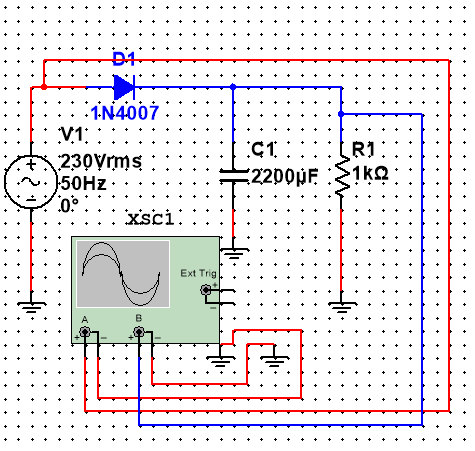 D1
1N4007
V1
230Vrms
50Hz
0°
C1
2200µF
R1
1kΩ
xsc1
Ext Trig
+
−
A
B
+ −
+ −